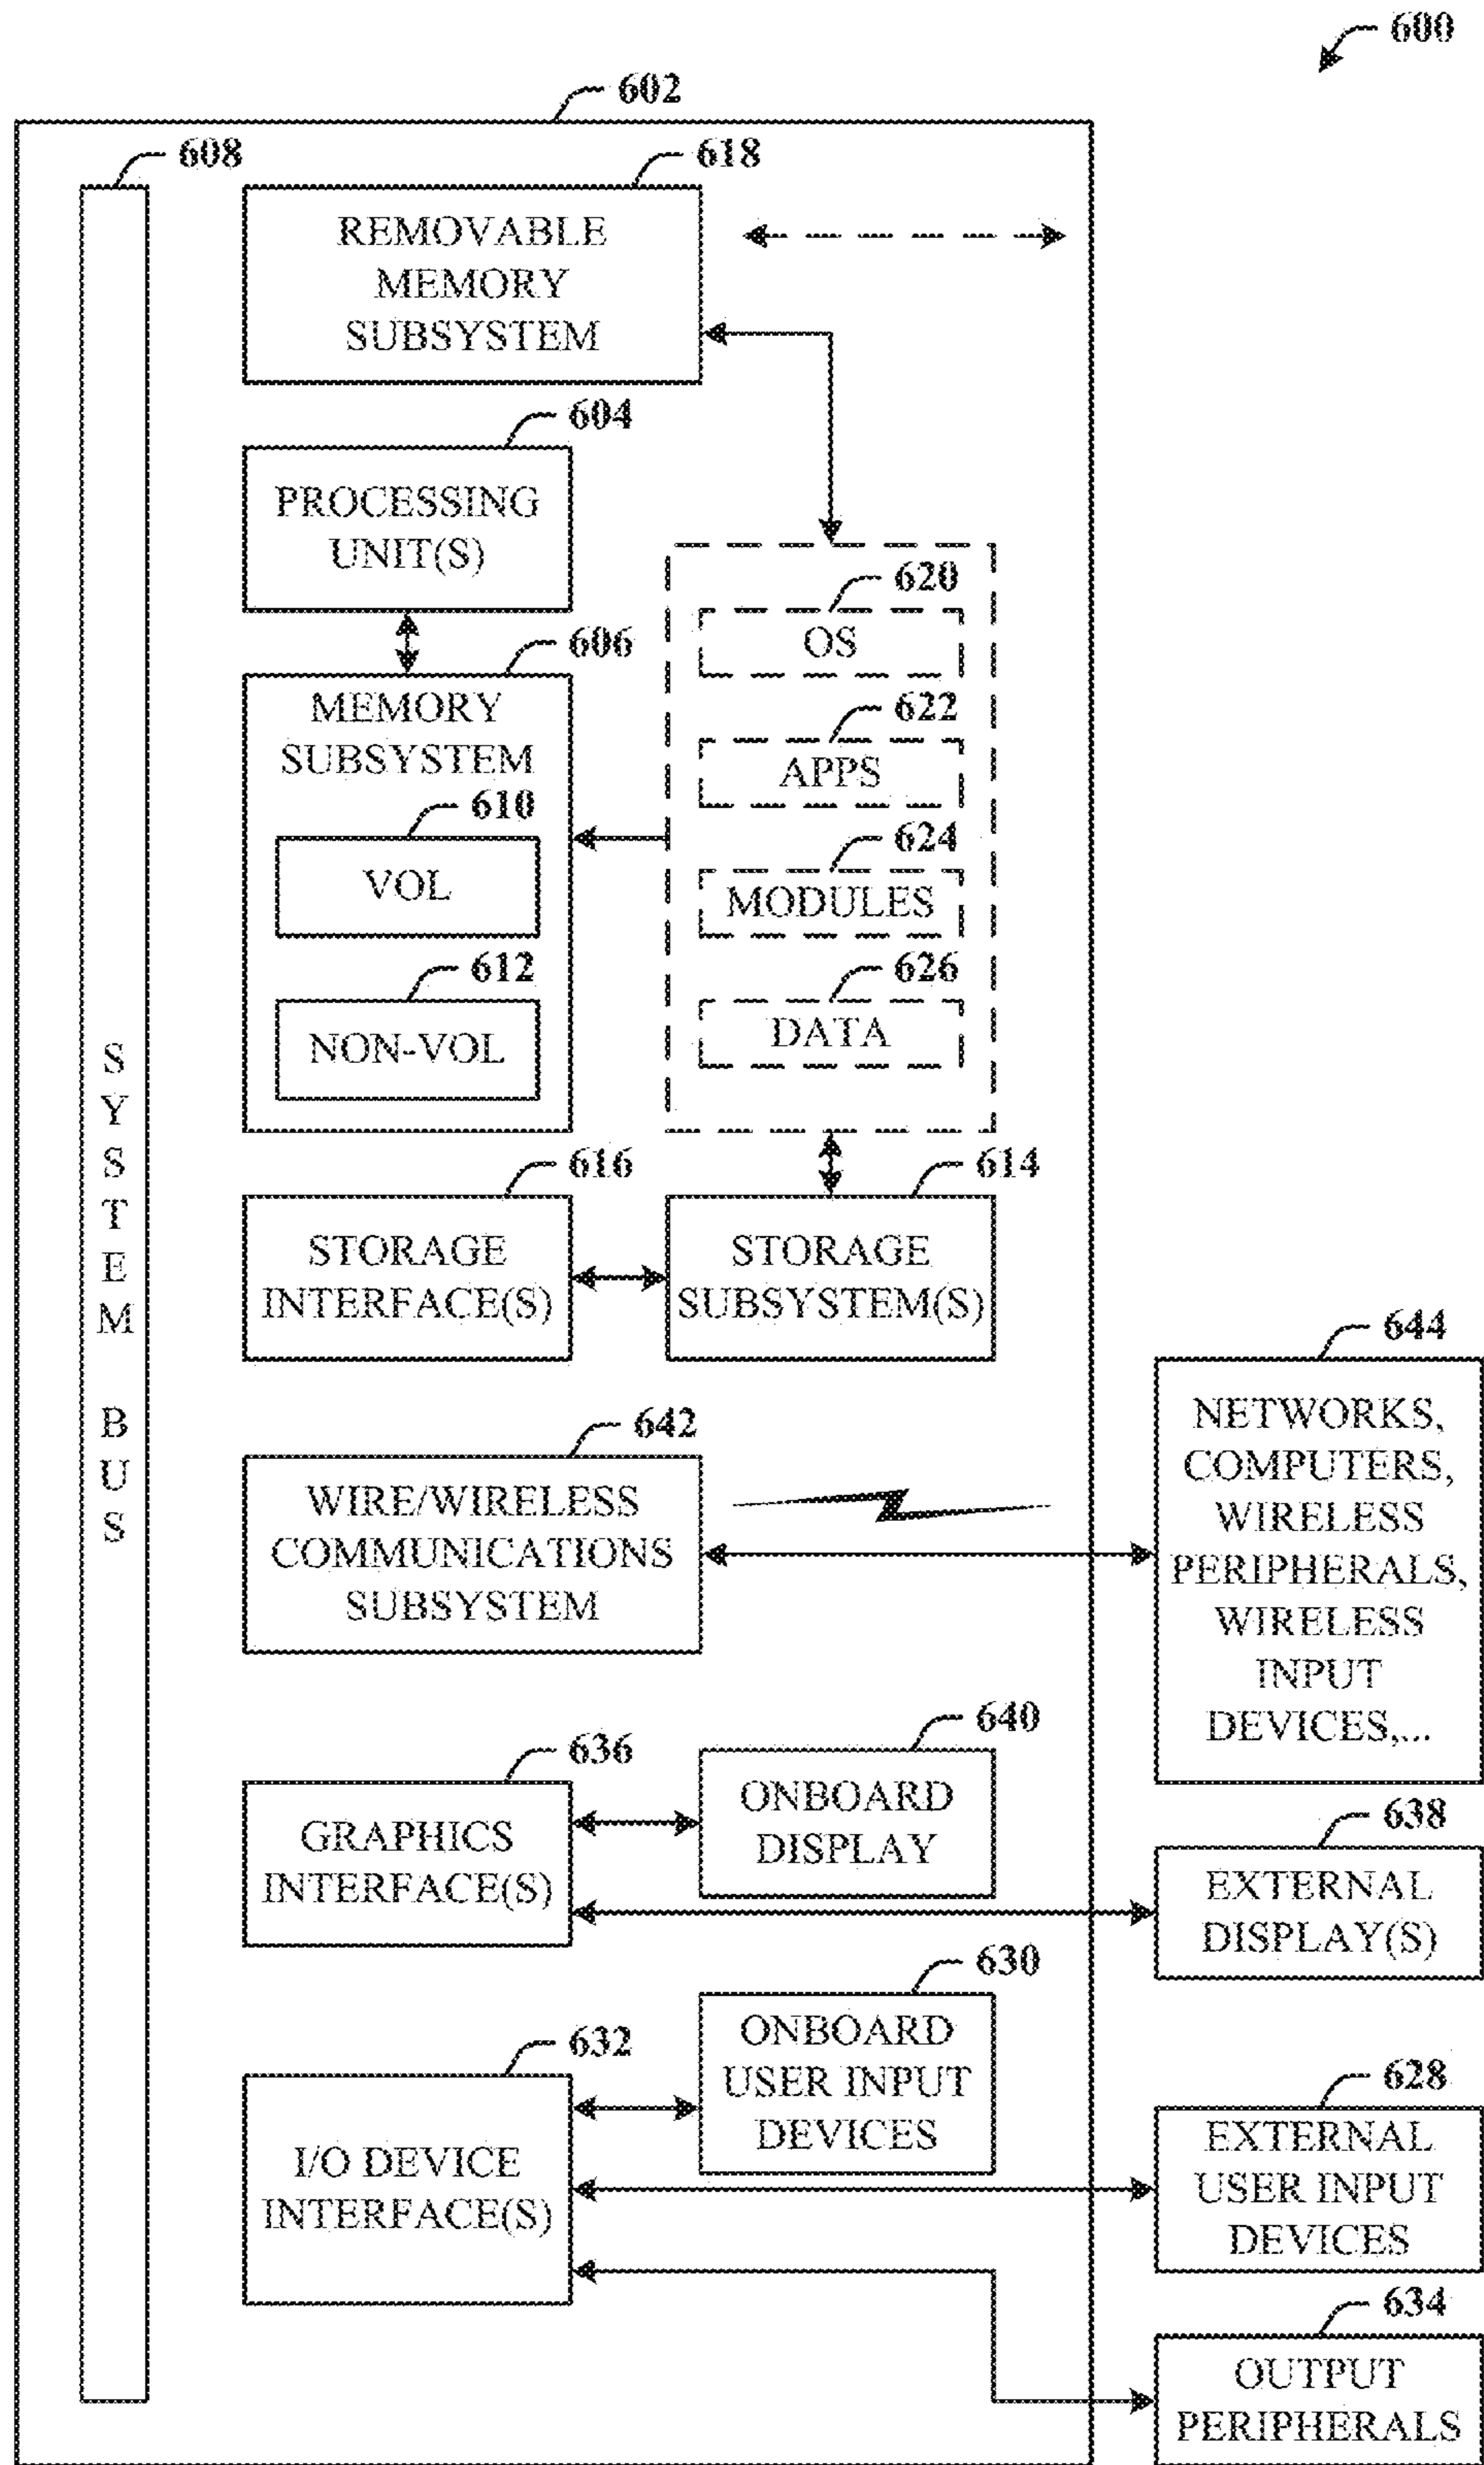 600
602
608
618
REMOVABLE
MEMORY
SUBSYSTEM
604
PROCESSING
UNIT(S)
606
MEMORY
SUBSYSTEM
610
VOL
612
NON-VOL
620
OS
622
APPS
624
MODULES
626
DATA
SYSTEM BUS
616
STORAGE
INTERFACE(S)
614
STORAGE
SUBSYSTEM(S)
642
WIRE/WIRELESS
COMMUNICATIONS
SUBSYSTEM
644
NETWORKS,
COMPUTERS,
WIRELESS
PERIPHERALS,
WIRELESS
INPUT
DEVICES,...
636
GRAPHICS
INTERFACE(S)
640
ONBOARD
DISPLAY
638
EXTERNAL
DISPLAY(S)
632
I/O DEVICE
INTERFACE(S)
630
ONBOARD
USER INPUT
DEVICES
628
EXTERNAL
USER INPUT
DEVICES
634
OUTPUT
PERIPHERALS